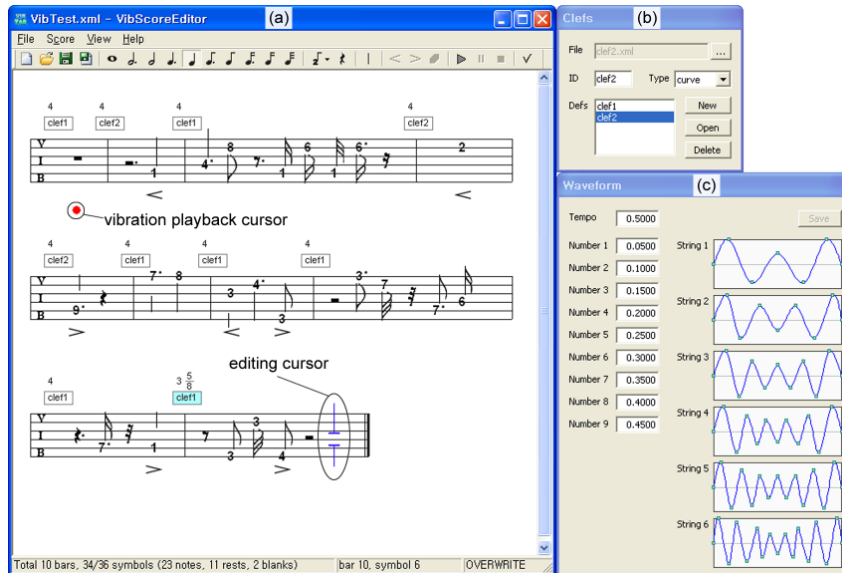 VibTest.xml - VibScoreEditor
(a)
File Score View Help
4 4 4 4
clef1 clef2 clef1 clef2
V
I
B
8 6 6 2
1 4 1 1
vibration playback cursor
4 4 4 4
clef2 clef1 clef1 clef1
V
I
B
7 8 3 4 3 7
9 3 7 6
editing cursor
4 3 5/8
clef1 clef1
V
I
B
7 1 3 3 4
Total 10 bars, 34/36 symbols (23 notes, 11 rests, 2 blanks) bar 10, symbol 6 OVERWRITE
Clefs (b)
File clef2.xml ...
ID clef2 Type curve
Defs clef1
clef2
New
Open
Delete
Waveform (c)
Tempo 0.5000 Save
Number 1 0.0500
Number 2 0.1000
Number 3 0.1500
Number 4 0.2000
Number 5 0.2500
Number 6 0.3000
Number 7 0.3500
Number 8 0.4000
Number 9 0.4500
String 1
String 2
String 3
String 4
String 5
String 6